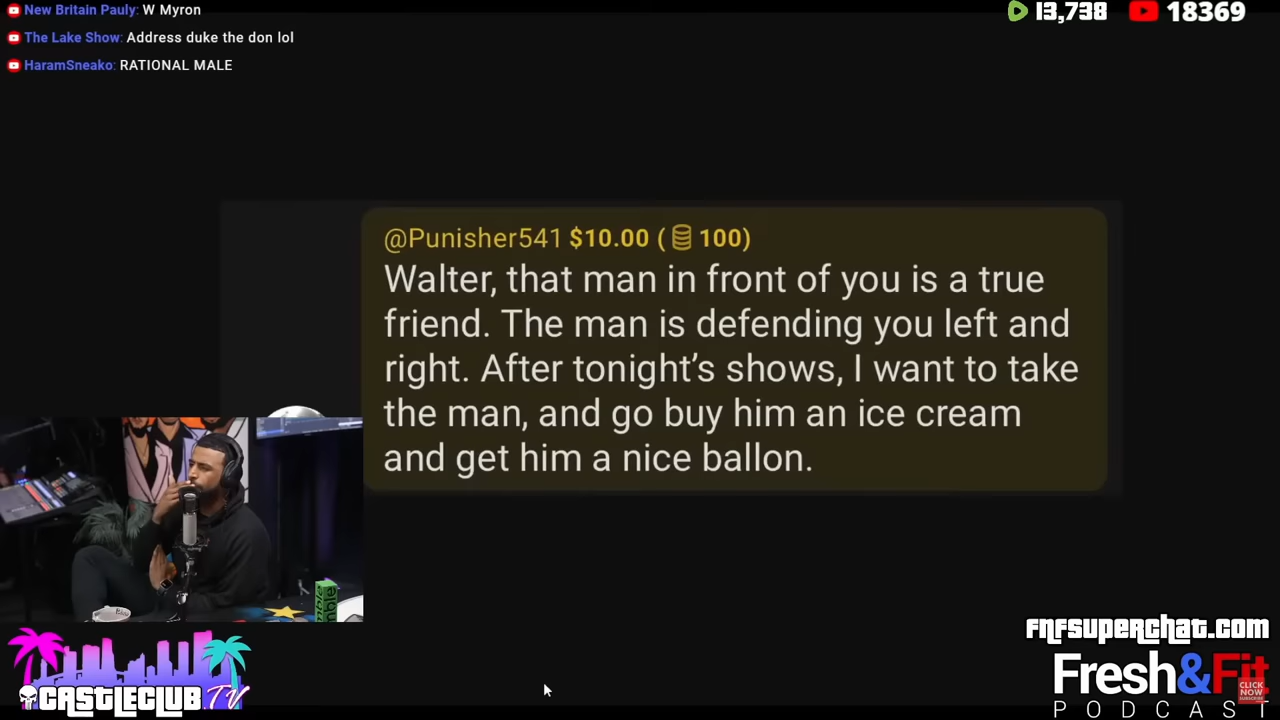 New Britain Pauly: W Myron
The Lake Show: Address duke the don lol
HaramSneako: RATIONAL MALE
13,738 18369
@Punisher541 $10.00 ( 100)
Walter, that man in front of you is a true
friend. The man is defending you left and
right. After tonight’s shows, I want to take
the man, and go buy him an ice cream
and get him a nice ballon.
fnfsuperchat.com
Fresh&Fit
CLICK
NOW
PODCAST
CASTLECLUB TV